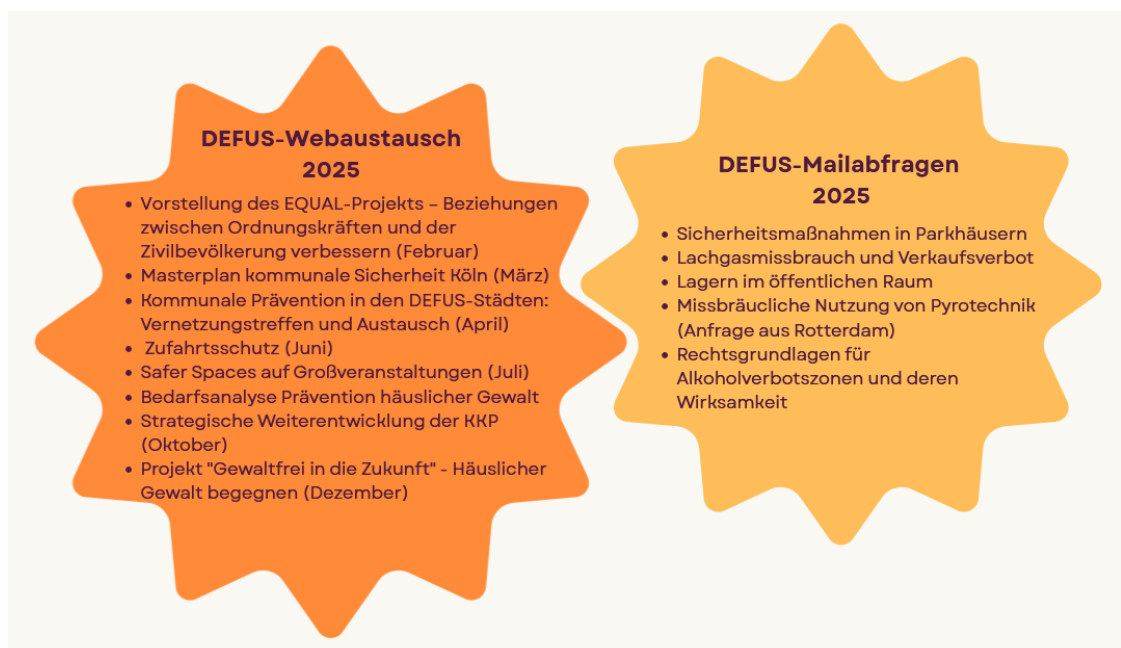 DEFUS-Webaustausch
2025
• Vorstellung des EQUAL-Projekts – Beziehungen
zwischen Ordnungskräften und der
Zivilbevölkerung verbessern (Februar)
• Masterplan kommunale Sicherheit Köln (März)
• Kommunale Prävention in den DEFUS-Städten:
Vernetzungstreffen und Austausch (April)
• Zufahrtsschutz (Juni)
• Safer Spaces auf Großveranstaltungen (Juli)
• Bedarfsanalyse Prävention häuslicher Gewalt
• Strategische Weiterentwicklung der KKP
(Oktober)
• Projekt "Gewaltfrei in die Zukunft" - Häuslicher
Gewalt begegnen (Dezember)
DEFUS-Mailabfragen
2025
• Sicherheitsmaßnahmen in Parkhäusern
• Lachgasmissbrauch und Verkaufsverbot
• Lagern im öffentlichen Raum
• Missbräucliche Nutzung von Pyrotechnik
(Anfrage aus Rotterdam)
• Rechtsgrundlagen für
Alkoholverbotszonen und deren
Wirksamkeit